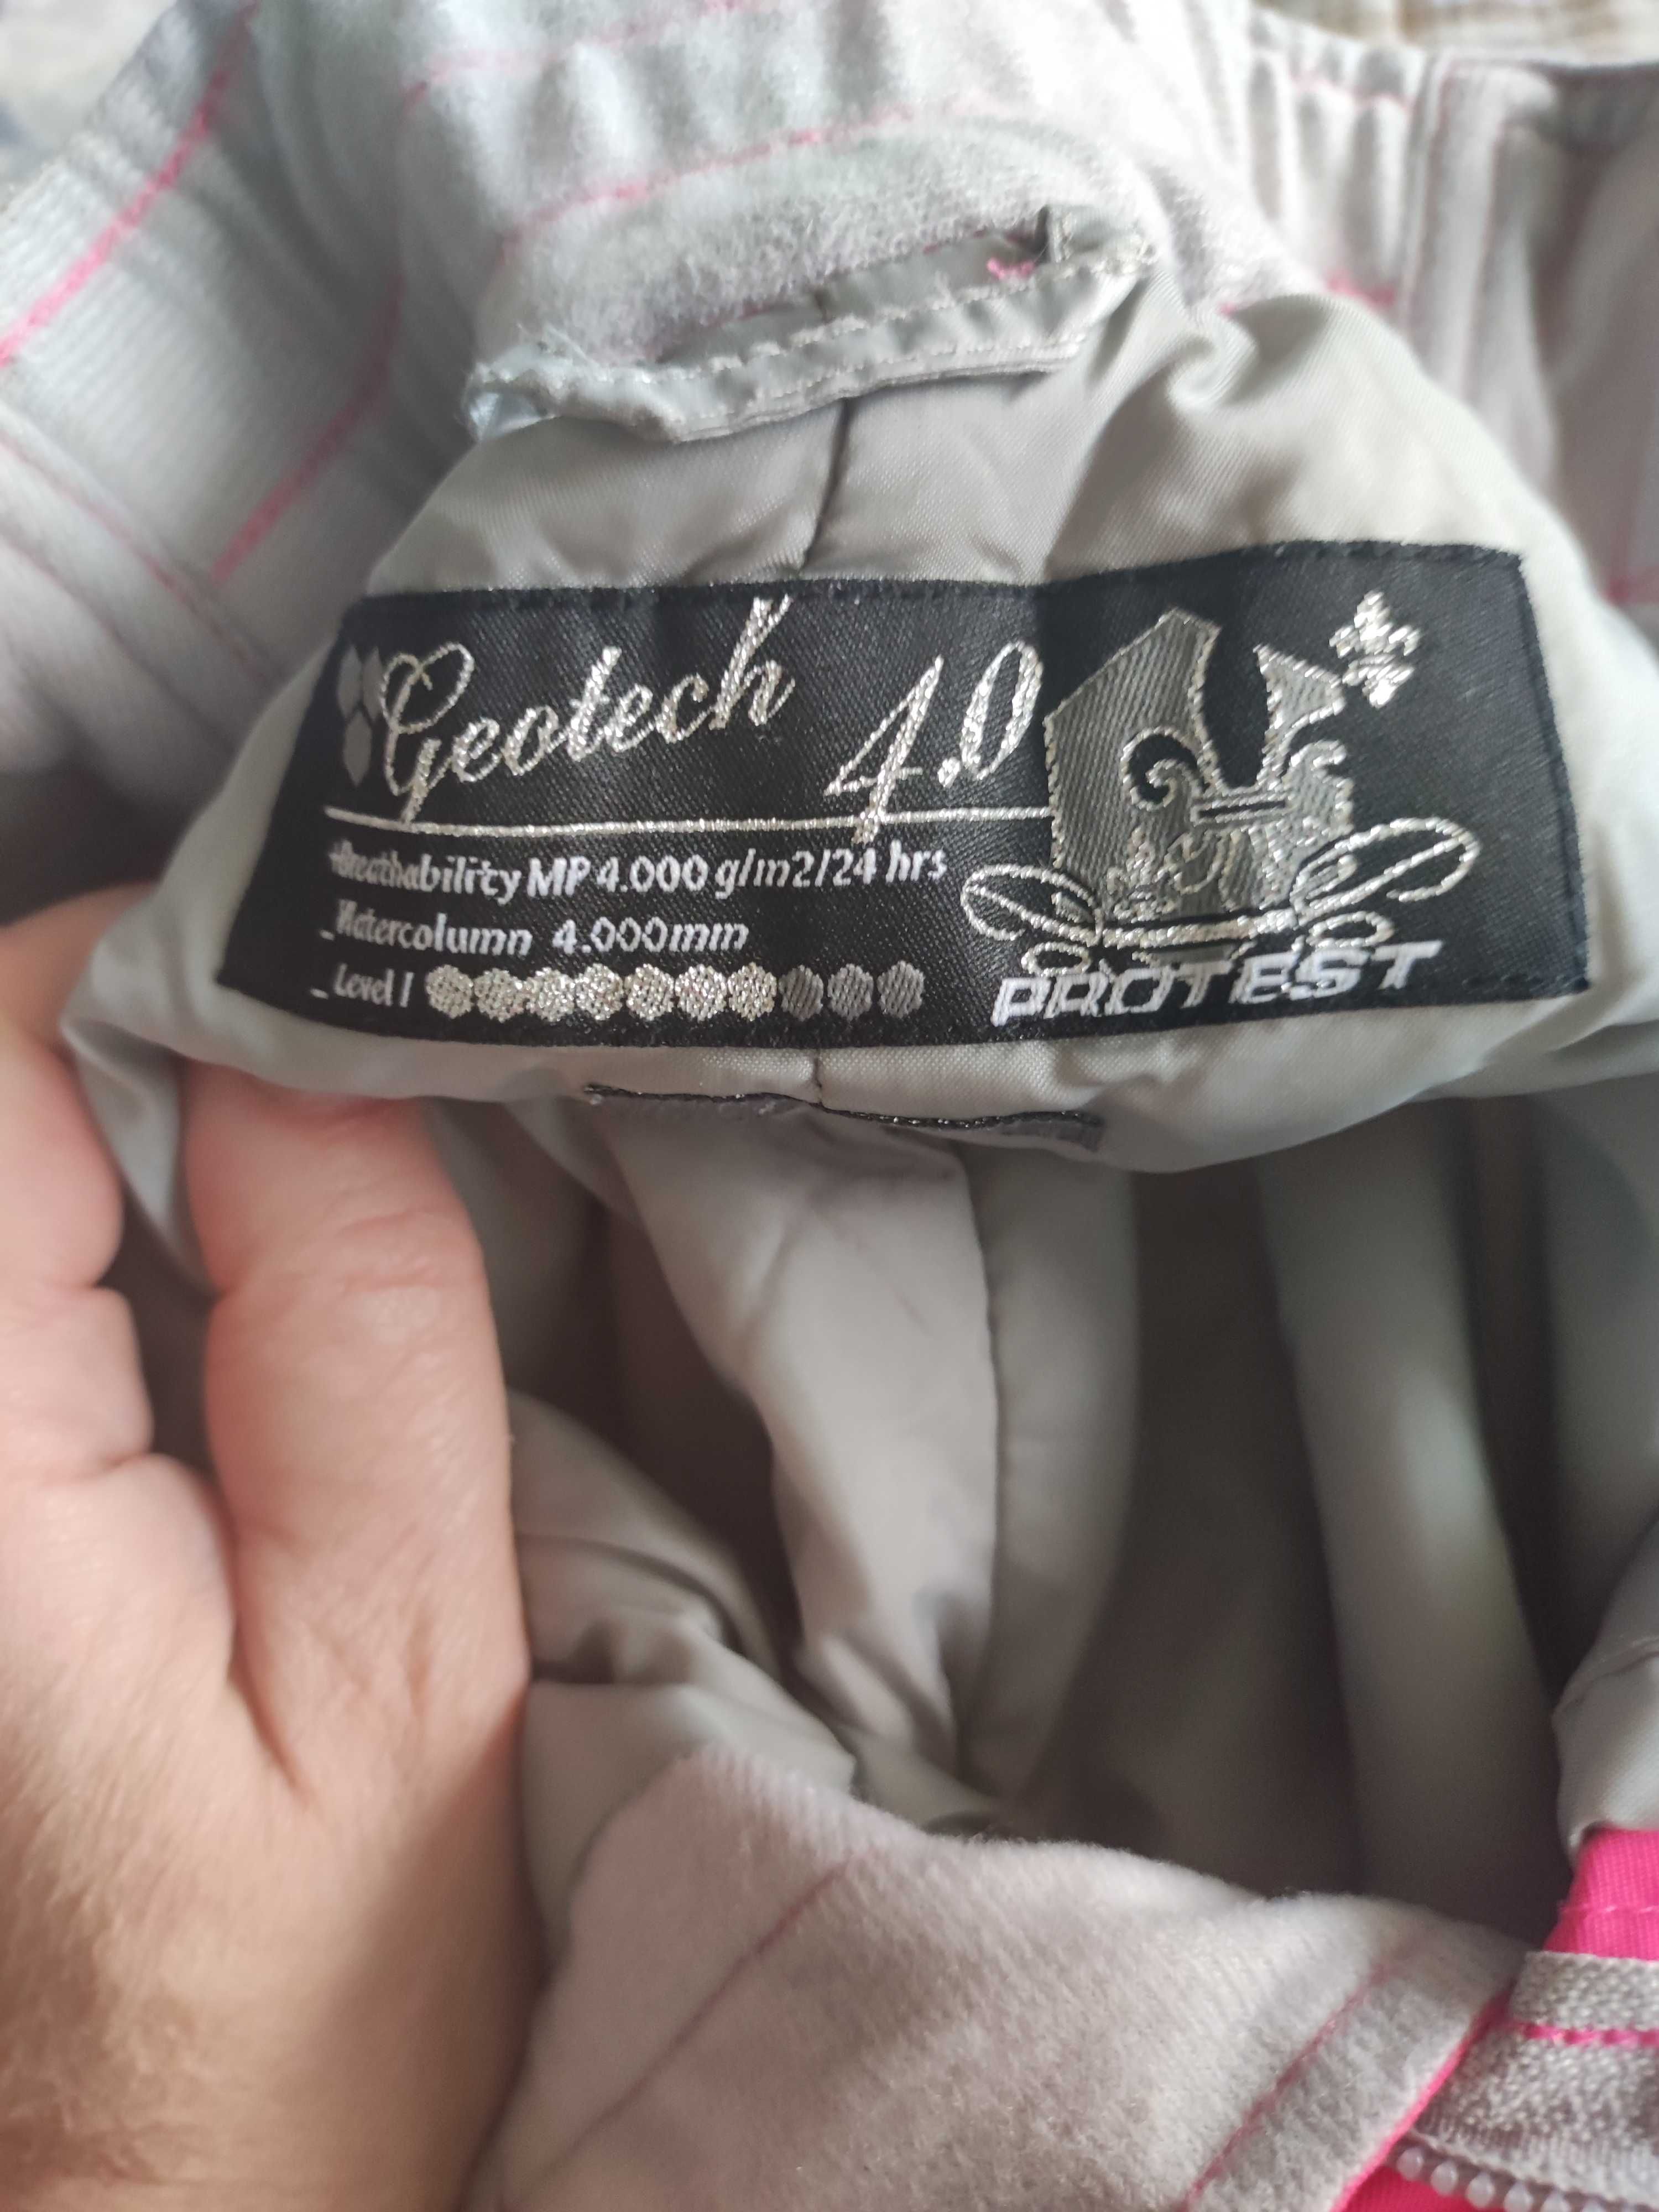 Geotech 4.0
Breathability MP 4.000 g/m2/24 hrs
_Watercolumn 4.000mm
_Level /
PROTEST